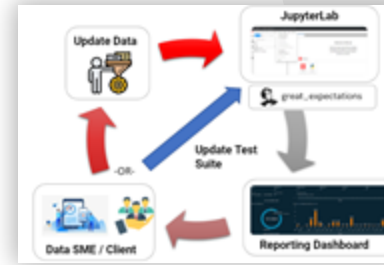 Update Data
JupyterLab
great_expectations
Update Test
Suite
-OR-
Data SME / Client
Reporting Dashboard